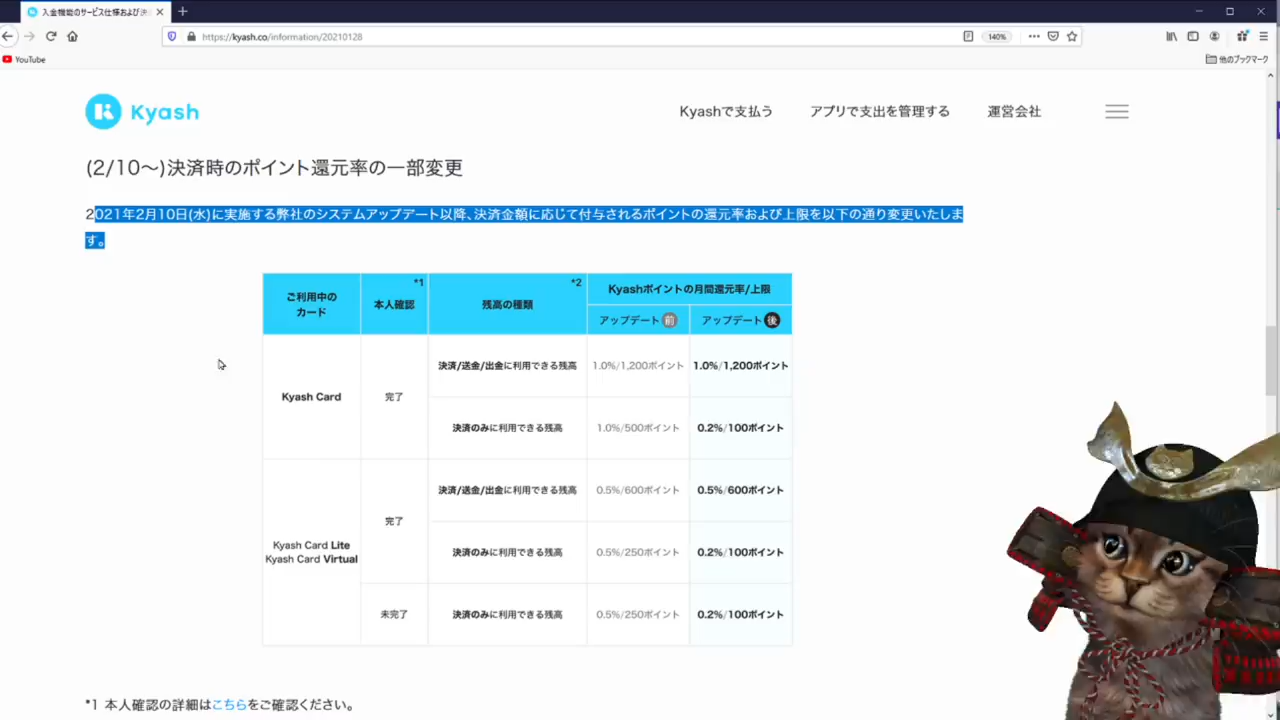 入金機能のサービス仕様および決
https://kyash.co/information/20210128
140%
YouTube
他のブックマーク
Kyash
Kyashで支払う
アプリで支出を管理する
運営会社
(2/10〜)決済時のポイント還元率の一部変更
2021年2月10日(水)に実施する弊社のシステムアップデート以降、決済金額に応じて付与されるポイントの還元率および上限を以下の通り変更いたしま
す。
ご利用中の
カード
本人確認 *1
残高の種類 *2
Kyashポイントの月間還元率/上限
アップデート前
アップデート後
Kyash Card
完了
決済/送金/出金に利用できる残高
1.0%/1,200ポイント
1.0%/1,200ポイント
決済のみに利用できる残高
1.0%/500ポイント
0.2%/100ポイント
Kyash Card Lite
Kyash Card Virtual
完了
決済/送金/出金に利用できる残高
0.5%/600ポイント
0.5%/600ポイント
決済のみに利用できる残高
0.5%/250ポイント
0.2%/100ポイント
未完了
決済のみに利用できる残高
0.5%/250ポイント
0.2%/100ポイント
*1 本人確認の詳細はこちらをご確認ください。